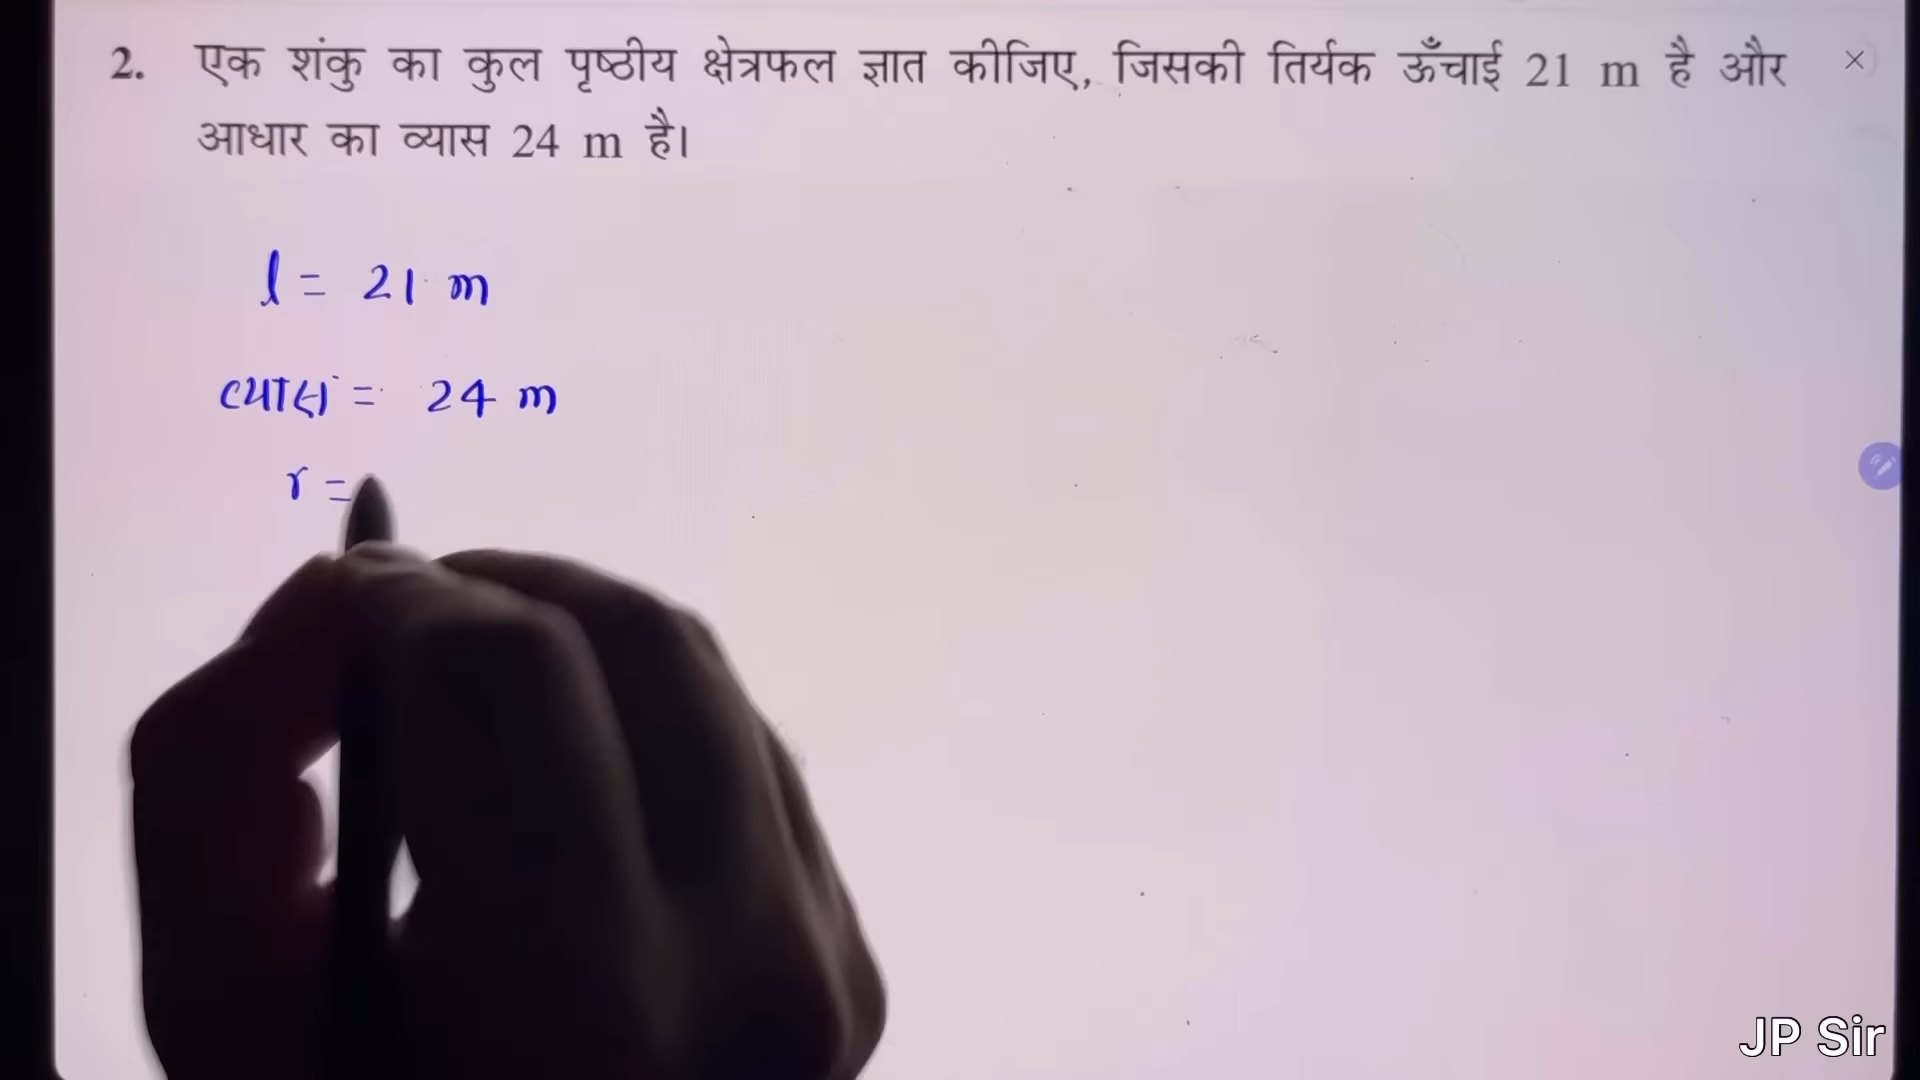 2. एक शंकु का कुल पृष्ठीय क्षेत्रफल ज्ञात कीजिए, जिसकी तिर्यक ऊँचाई 21 m है और
आधार का व्यास 24 m है।
l = 21 m
व्यास = 24 m
r =
JP Sir